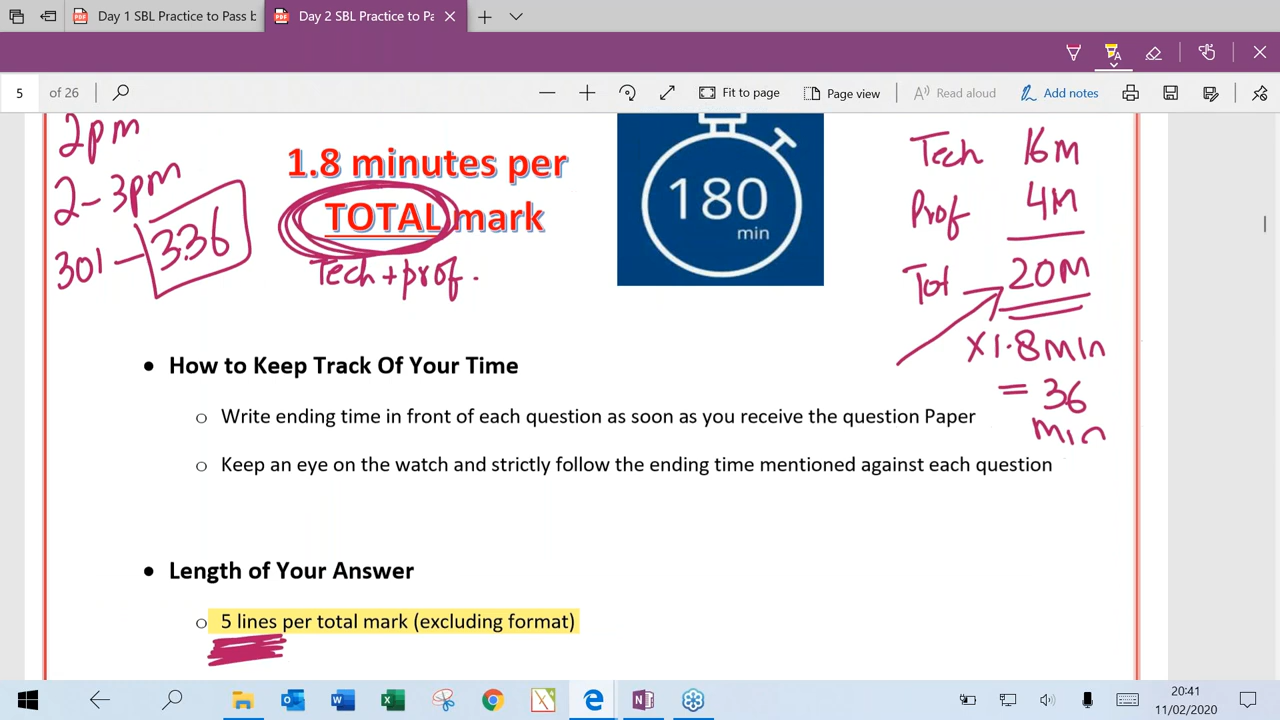 Day 1 SBL Practice to Pass b
Day 2 SBL Practice to Pa
5 of 26
Fit to page
Page view
Read aloud
Add notes
2pm
2-3pm
301 - 3.36
1.8 minutes per
TOTAL mark
Tech + prof.
180
min
Tech 16M
Prof 4M
Tot 20M
x1.8min
= 36
min
• How to Keep Track Of Your Time
o Write ending time in front of each question as soon as you receive the question Paper
o Keep an eye on the watch and strictly follow the ending time mentioned against each question
• Length of Your Answer
o 5 lines per total mark (excluding format)
20:41
11/02/2020